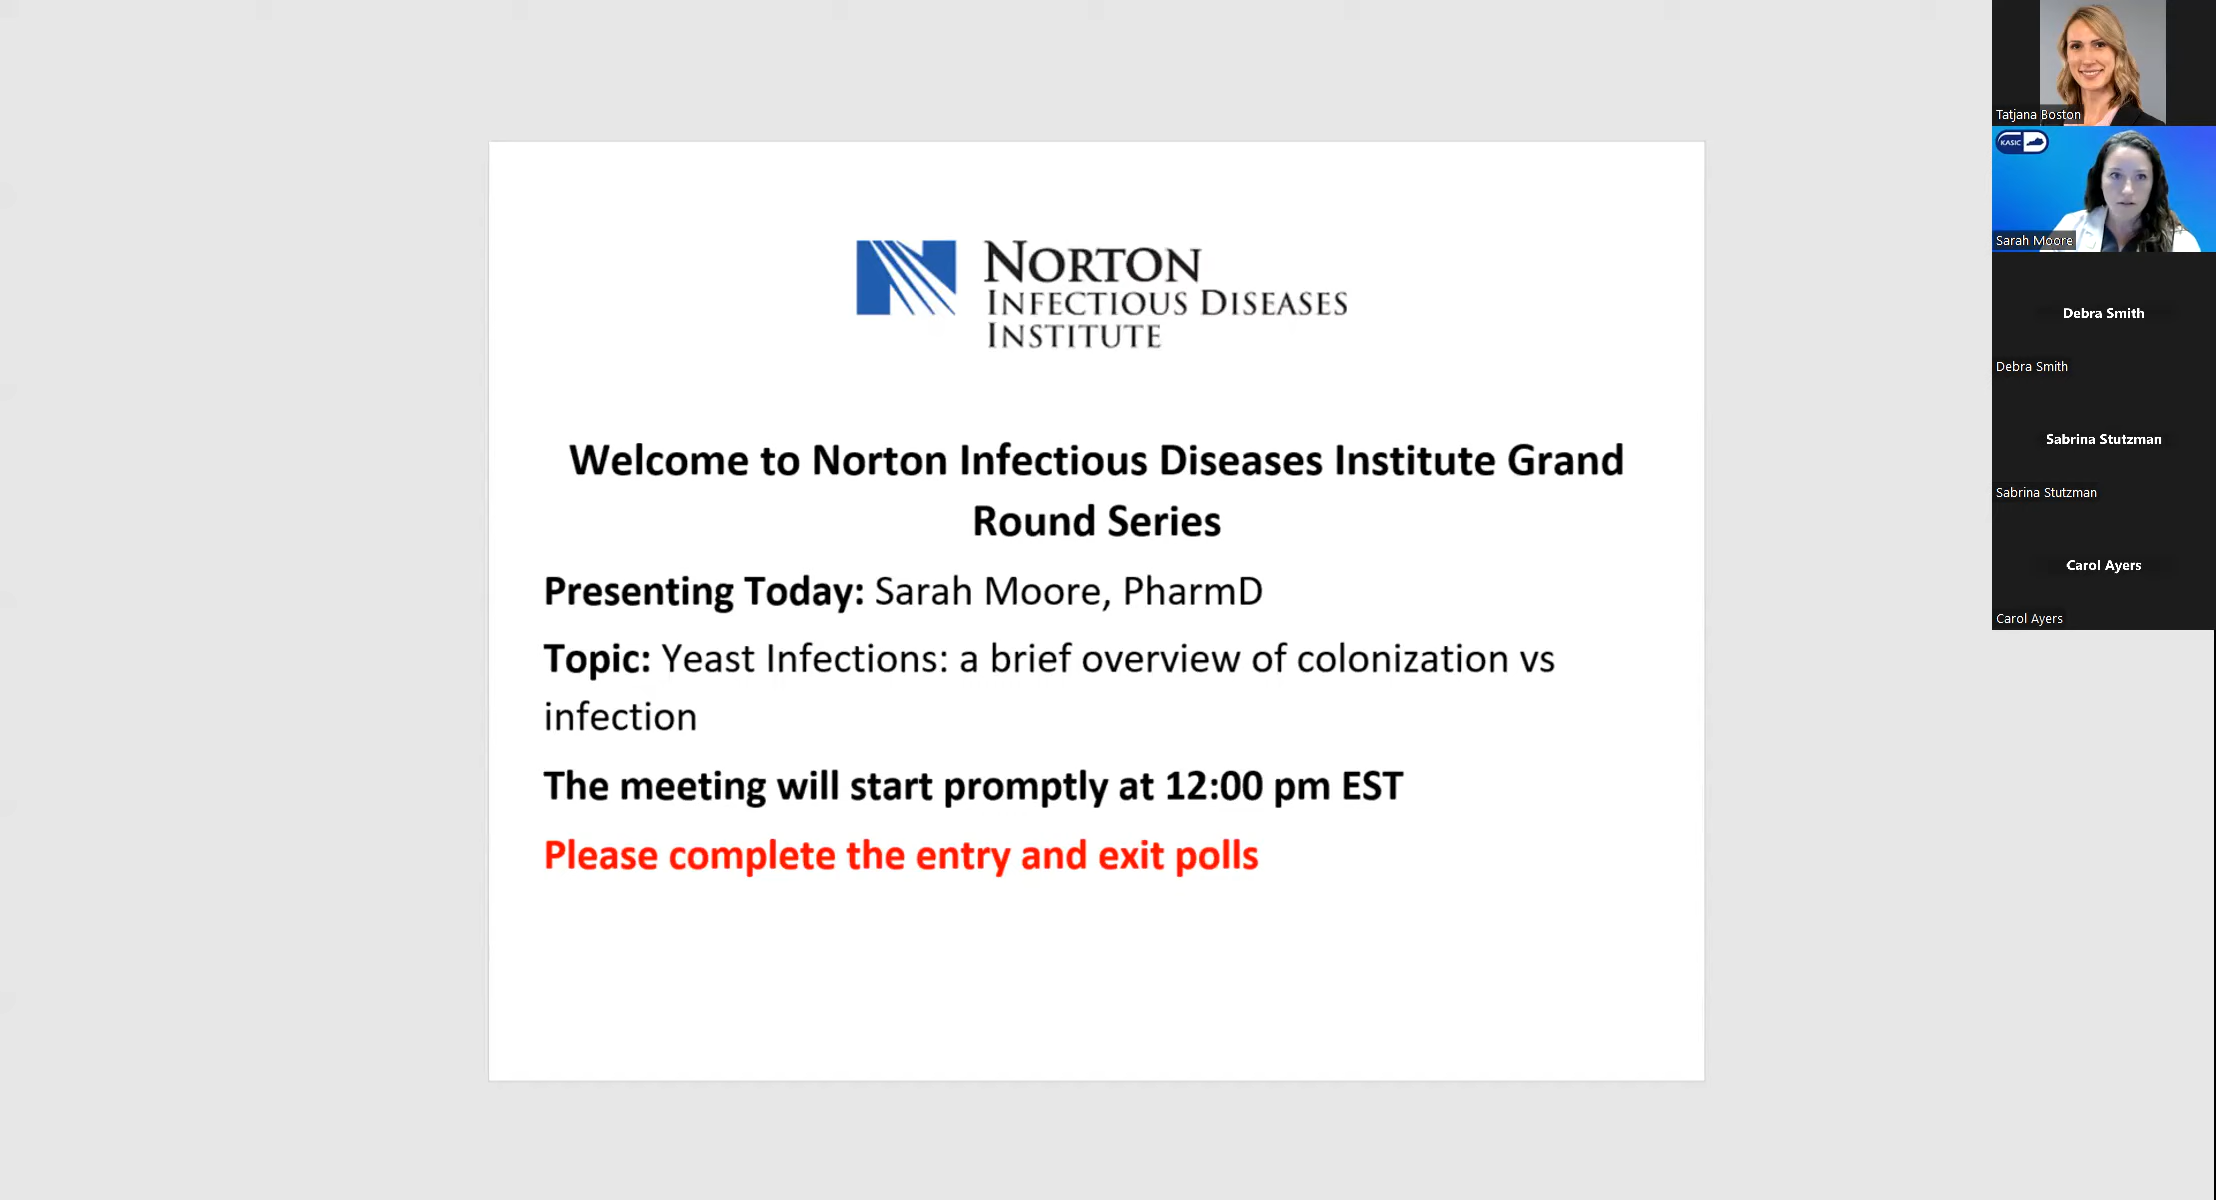 NORTON
INFECTIOUS DISEASES
INSTITUTE
Welcome to Norton Infectious Diseases Institute Grand
Round Series
Presenting Today: Sarah Moore, PharmD
Topic: Yeast Infections: a brief overview of colonization vs
infection
The meeting will start promptly at 12:00 pm EST
Please complete the entry and exit polls
Tatjana Boston
KASIC
Sarah Moore
Debra Smith
Debra Smith
Sabrina Stutzman
Sabrina Stutzman
Carol Ayers
Carol Ayers